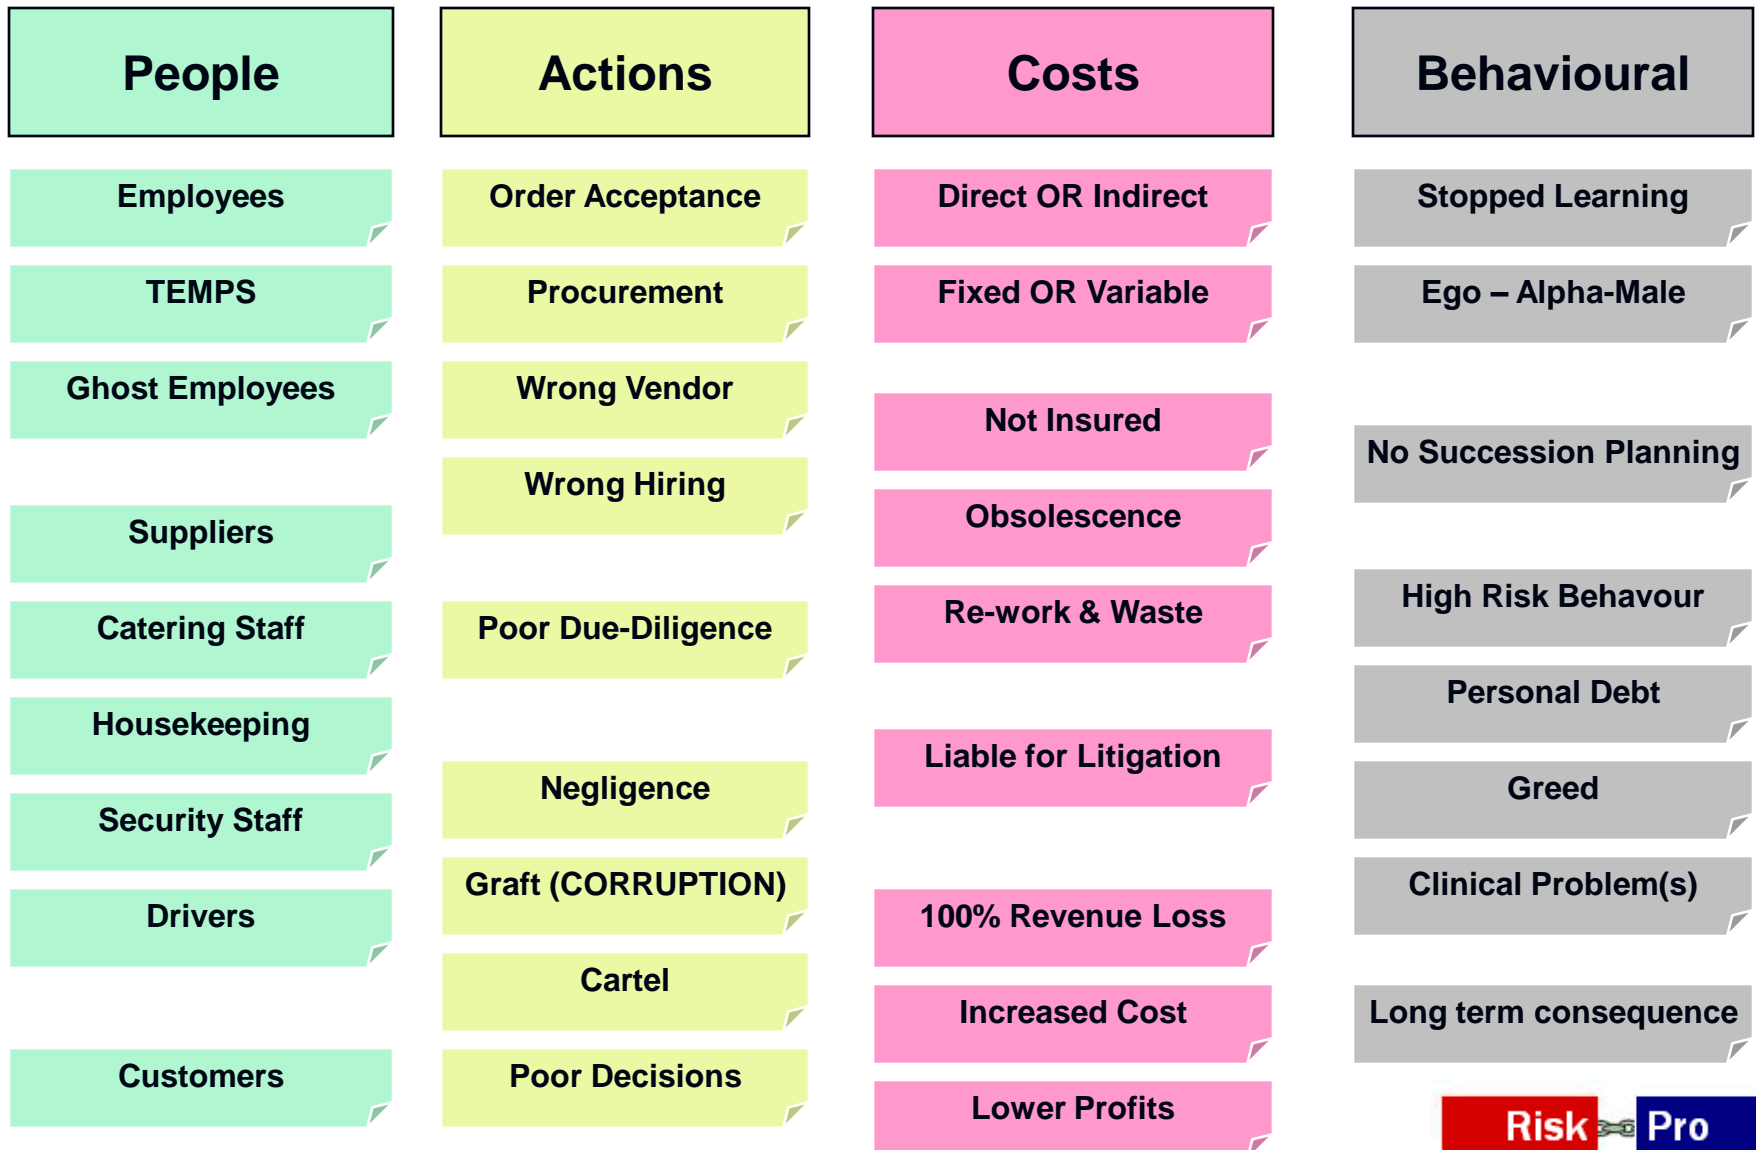 People
Employees
TEMPS
Ghost Employees
Suppliers
Catering Staff
Housekeeping
Security Staff
Drivers
Customers
Actions
Order Acceptance
Procurement
Wrong Vendor
Wrong Hiring
Poor Due-Diligence
Negligence
Graft (CORRUPTION)
Cartel
Poor Decisions
Costs
Direct OR Indirect
Fixed OR Variable
Not Insured
Obsolescence
Re-work & Waste
Liable for Litigation
100% Revenue Loss
Increased Cost
Lower Profits
Behavioural
Stopped Learning
Ego – Alpha-Male
No Succession Planning
High Risk Behavour
Personal Debt
Greed
Clinical Problem(s)
Long term consequence
Risk Pro